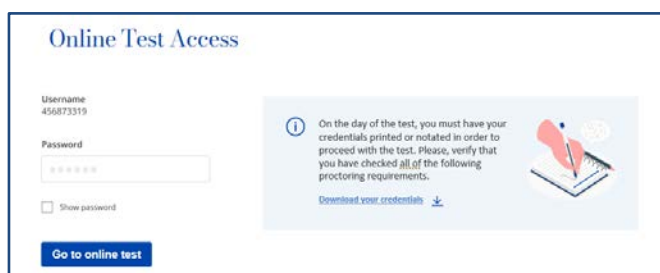 Online Test Access
Username
456873319
Password
******
Show password
Go to online test
On the day of the test, you must have your
credentials printed or notated in order to
proceed with the test. Please, verify that
you have checked all of the following
proctoring requirements.
Download your credentials